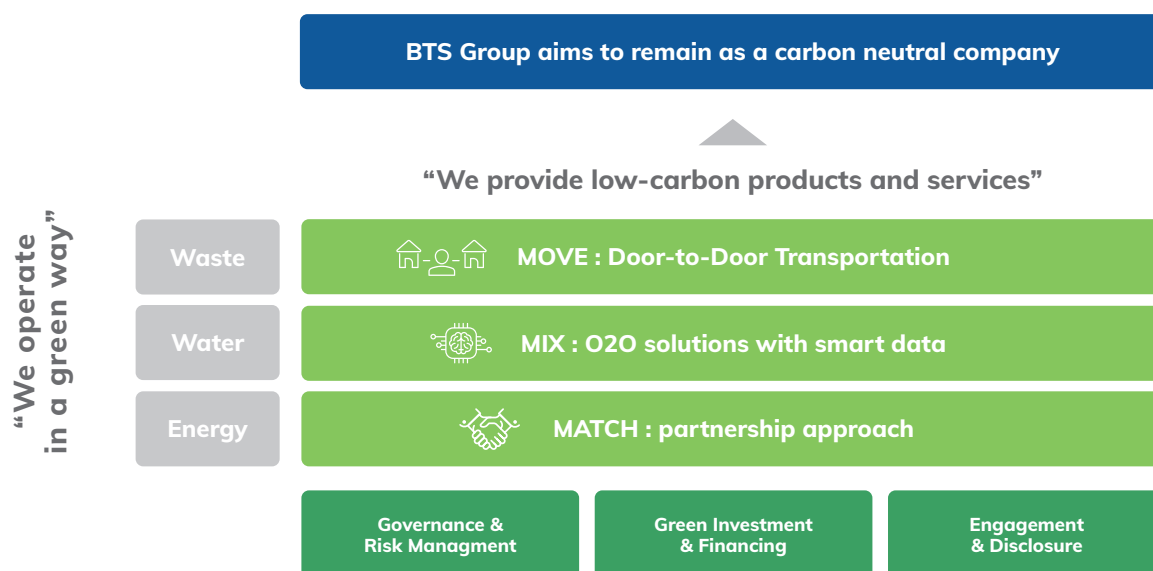 BTS Group aims to remain as a carbon neutral company
“We provide low-carbon products and services”
“We operate
in a green way”
Waste
MOVE : Door-to-Door Transportation
Water
MIX : O2O solutions with smart data
Energy
MATCH : partnership approach
Governance &
Risk Managment
Green Investment
& Financing
Engagement
& Disclosure